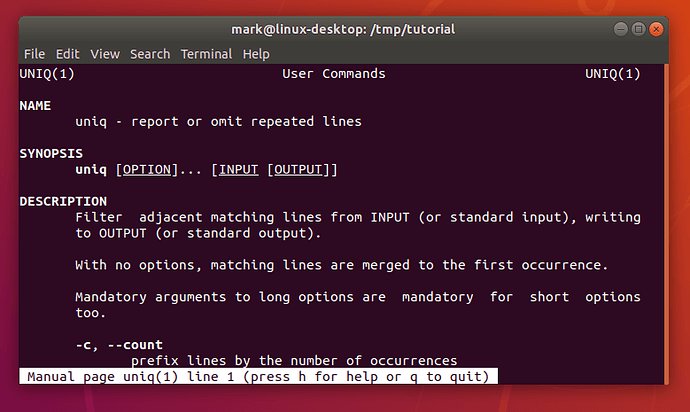 mark@linux-desktop: /tmp/tutorial
File Edit View Search Terminal Help
UNIQ(1) User Commands UNIQ(1)
NAME
uniq - report or omit repeated lines
SYNOPSIS
uniq [OPTION]... [INPUT [OUTPUT]]
DESCRIPTION
Filter adjacent matching lines from INPUT (or standard input), writing
to OUTPUT (or standard output).
With no options, matching lines are merged to the first occurrence.
Mandatory arguments to long options are mandatory for short options
too.
-c, --count
prefix lines by the number of occurrences
Manual page uniq(1) line 1 (press h for help or q to quit)